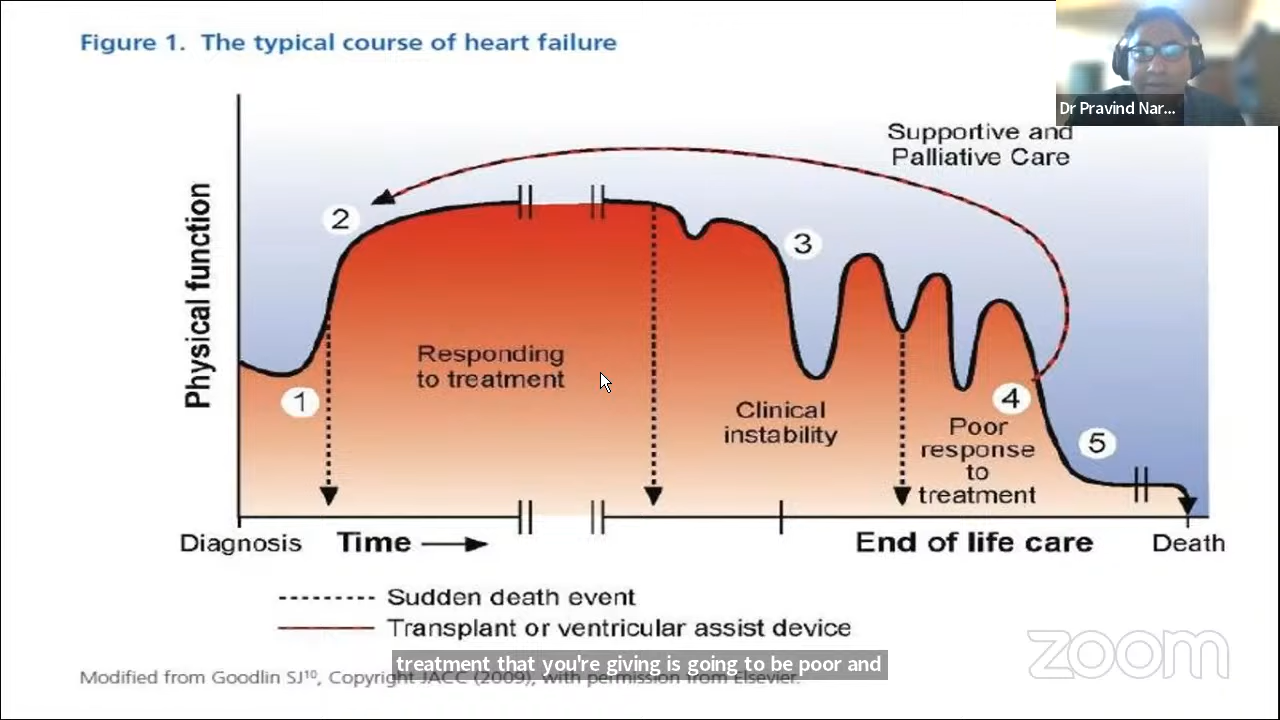 Figure 1. The typical course of heart failure
Dr Pravind Nar...
Supportive and
Palliative Care
Physical function
2
3
Responding
to treatment
1
Clinical
instability
4
Poor
response
to
treatment
5
Diagnosis
Time
End of life care
Death
Sudden death event
Transplant or ventricular assist device
treatment that you're giving is going to be poor and
Modified from Goodlin SJ¹⁰, Copyright JACC (2009), with permission from Elsevier.
zoom